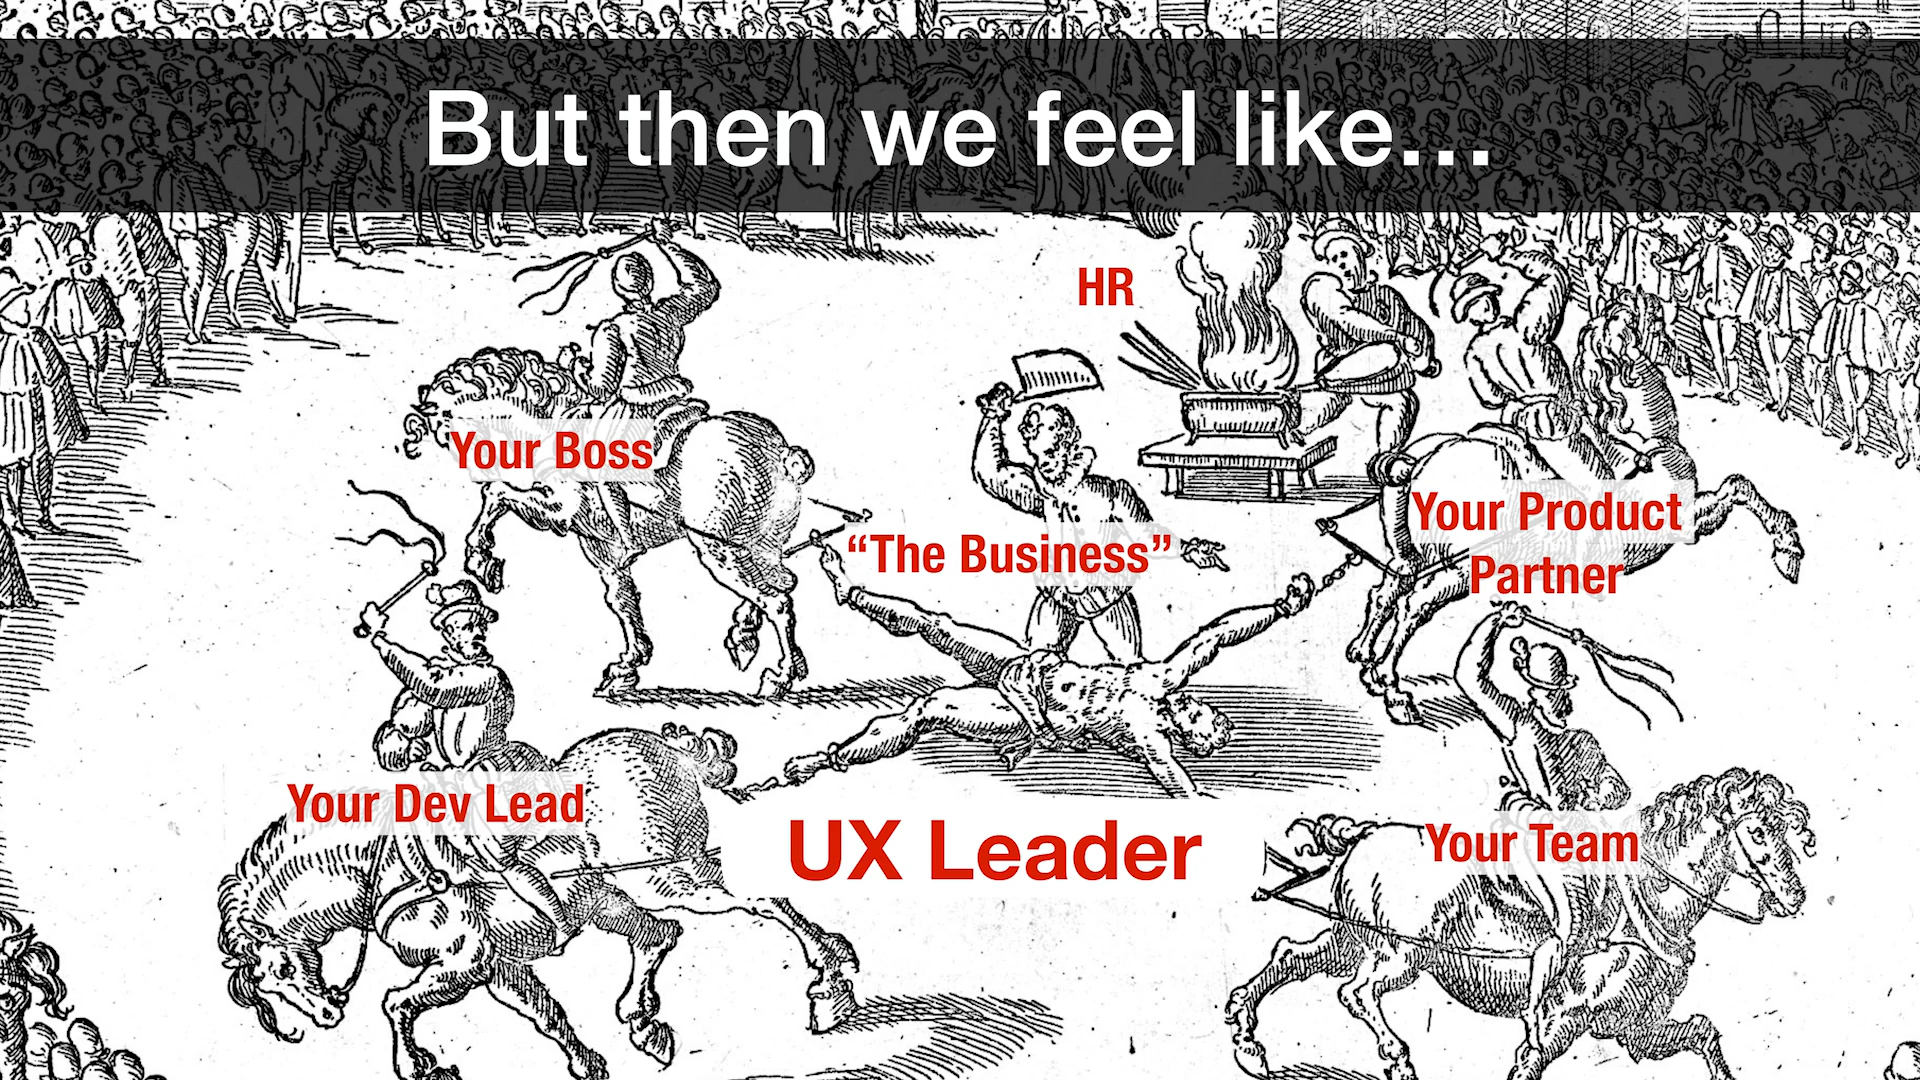 But then we feel like…
HR
Your Boss
Your Product
Partner
“The Business”
Your Dev Lead
UX Leader
Your Team